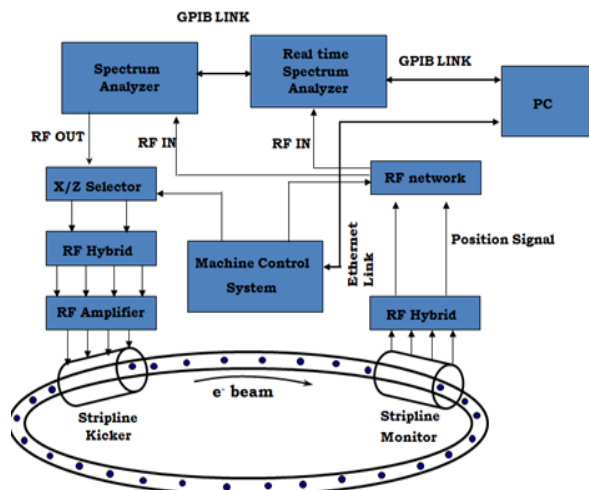 GPIB LINK
Spectrum
Analyzer
Real time
Spectrum
Analyzer
GPIB LINK
PC
RF OUT
RF IN
RF IN
X/Z Selector
RF network
RF Hybrid
Machine Control
System
Ethernet
Link
Position Signal
RF Amplifier
RF Hybrid
e⁻ beam
Stripline
Kicker
Stripline
Monitor